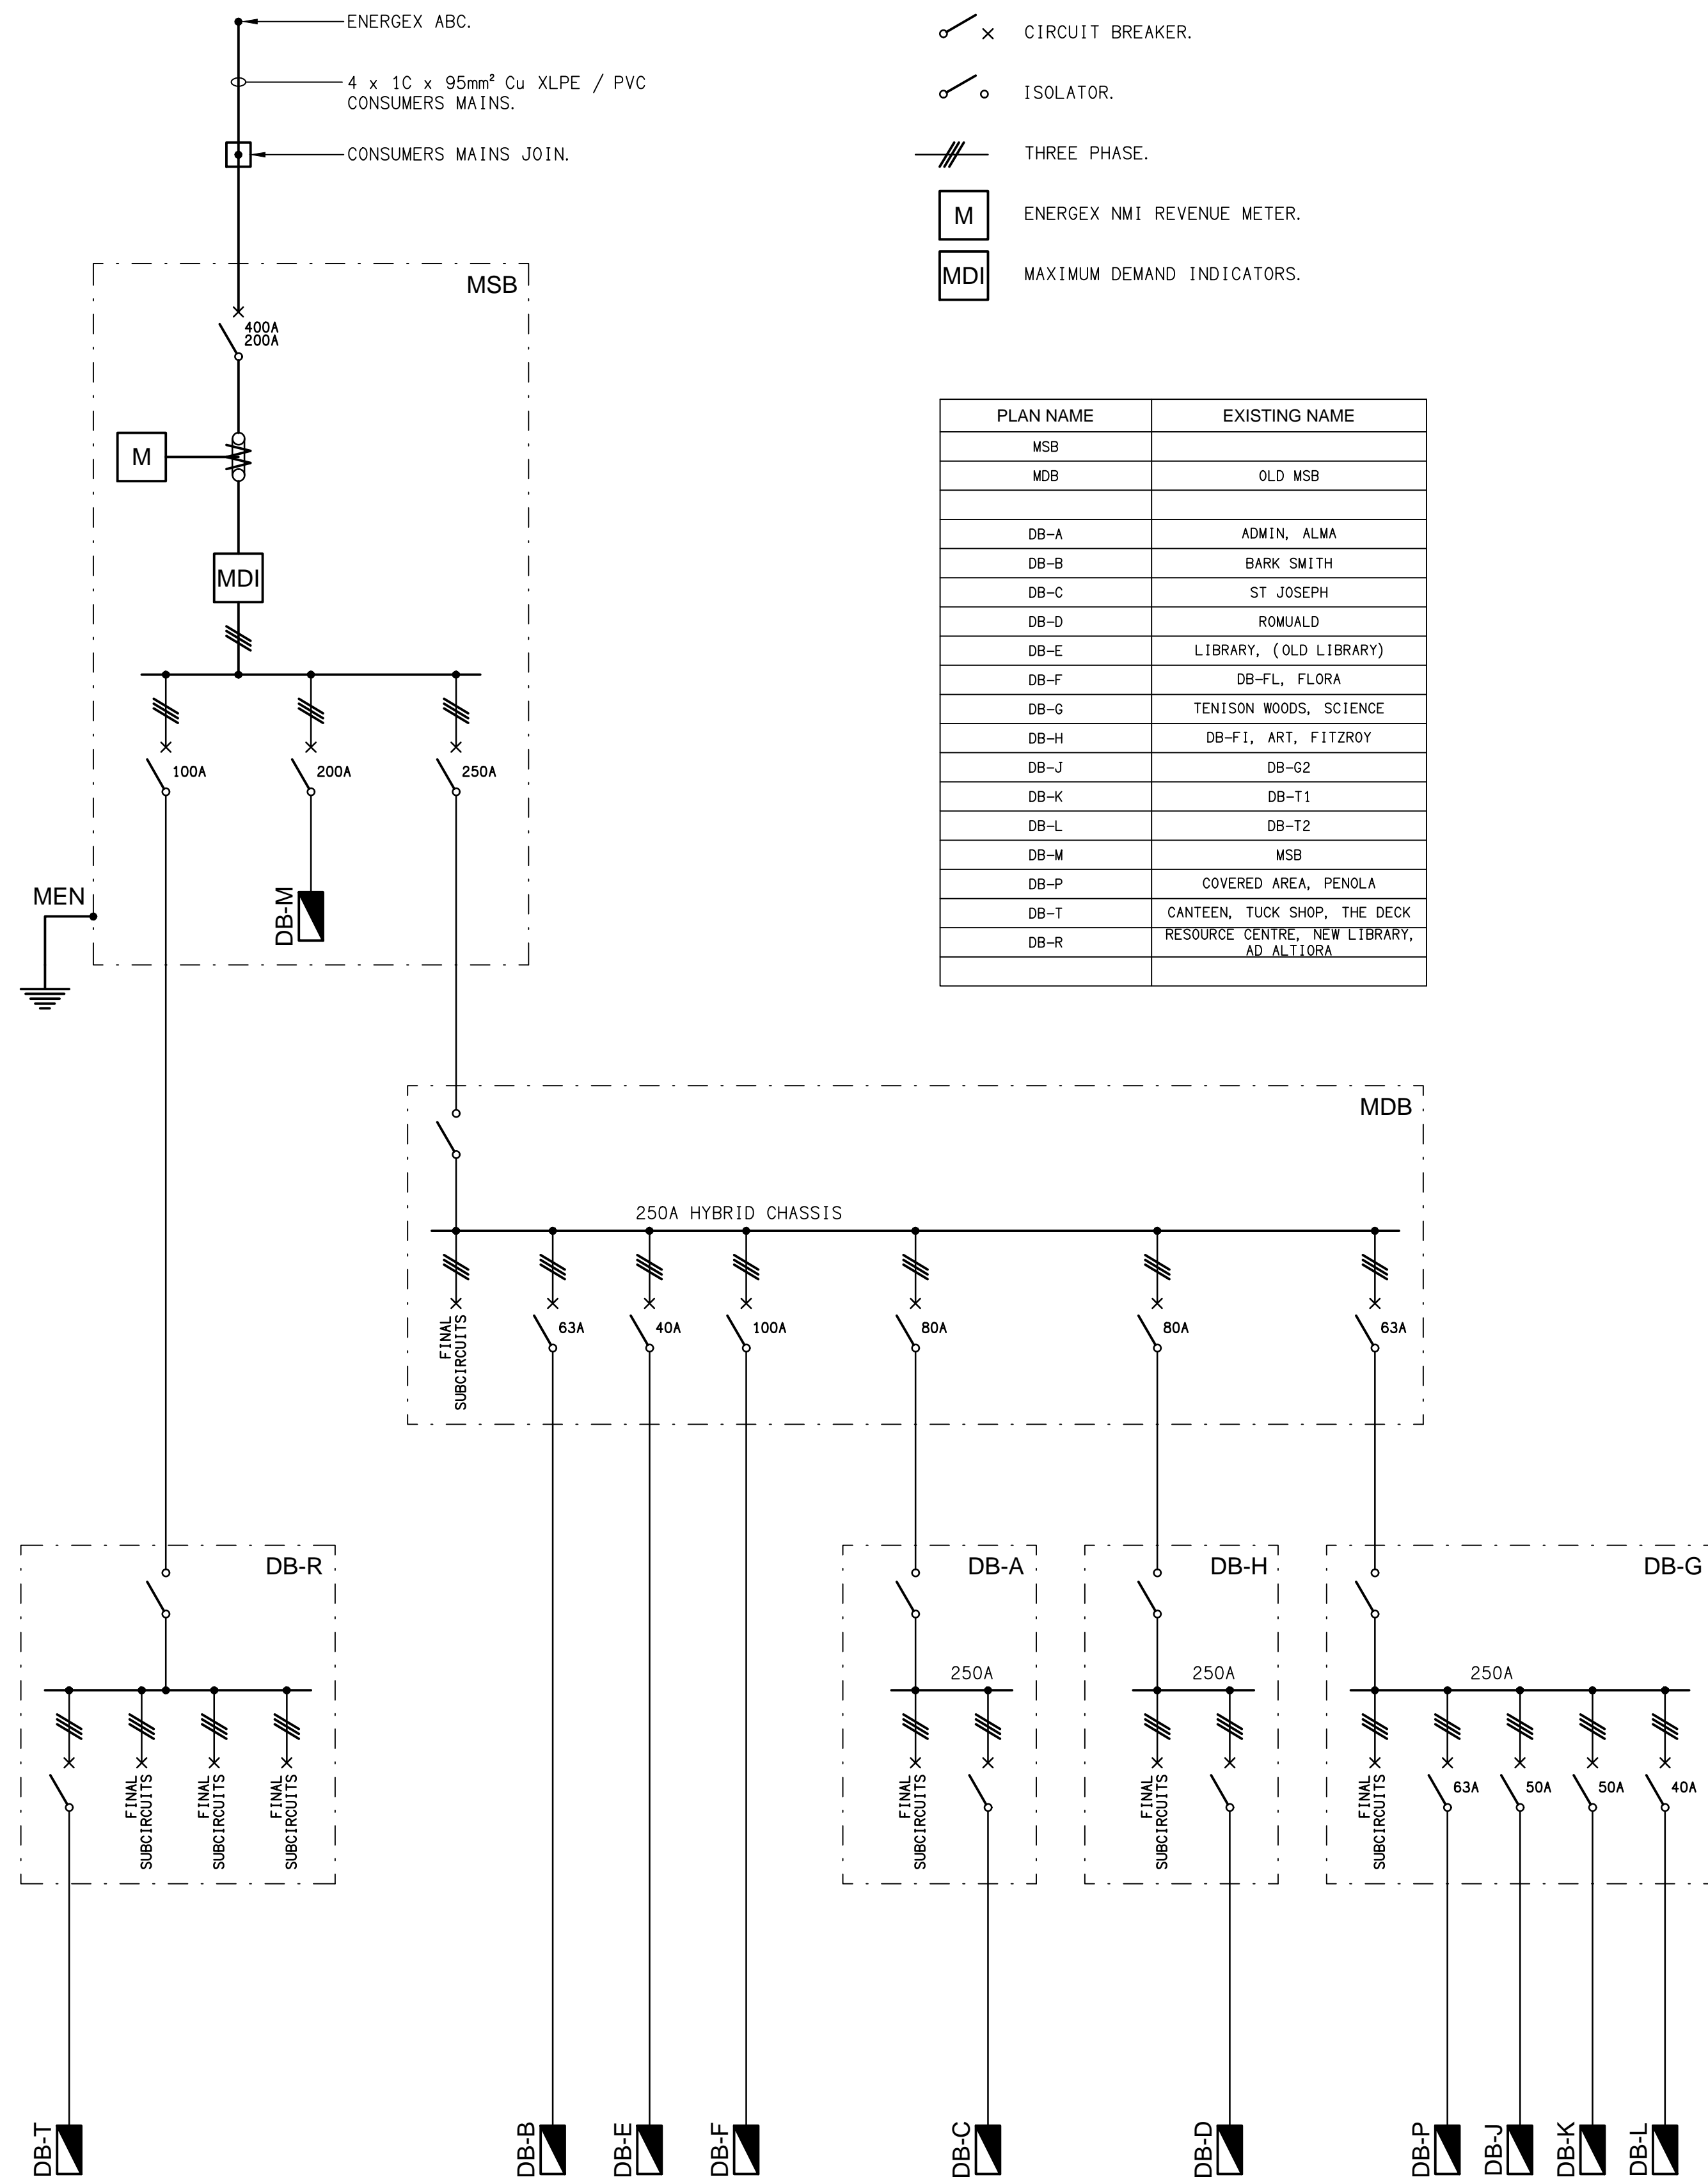 ENERGEX ABC.
4 x 1C x 95mm² Cu XLPE / PVC
CONSUMERS MAINS.
CONSUMERS MAINS JOIN.
CIRCUIT BREAKER.
ISOLATOR.
THREE PHASE.
M
ENERGEX NMI REVENUE METER.
MDI
MAXIMUM DEMAND INDICATORS.
MSB
400A
200A
M
MDI
100A
200A
250A
DB-M
MEN
PLAN NAME EXISTING NAME
MSB
MDB OLD MSB
DB-A ADMIN, ALMA
DB-B BARK SMITH
DB-C ST JOSEPH
DB-D ROMUALD
DB-E LIBRARY, (OLD LIBRARY)
DB-F DB-FL, FLORA
DB-G TENISON WOODS, SCIENCE
DB-H DB-FI, ART, FITZROY
DB-J DB-G2
DB-K DB-T1
DB-L DB-T2
DB-M MSB
DB-P COVERED AREA, PENOLA
DB-T CANTEEN, TUCK SHOP, THE DECK
DB-R RESOURCE CENTRE, NEW LIBRARY,
AD ALTIORA
MDB
250A HYBRID CHASSIS
FINAL
SUBCIRCUITS
63A
40A
100A
80A
80A
63A
DB-R
FINAL
SUBCIRCUITS
FINAL
SUBCIRCUITS
FINAL
SUBCIRCUITS
DB-A
250A
FINAL
SUBCIRCUITS
DB-H
250A
FINAL
SUBCIRCUITS
DB-G
250A
FINAL
SUBCIRCUITS
63A
50A
50A
40A
DB-T
DB-B
DB-E
DB-F
DB-C
DB-D
DB-P
DB-J
DB-K
DB-L